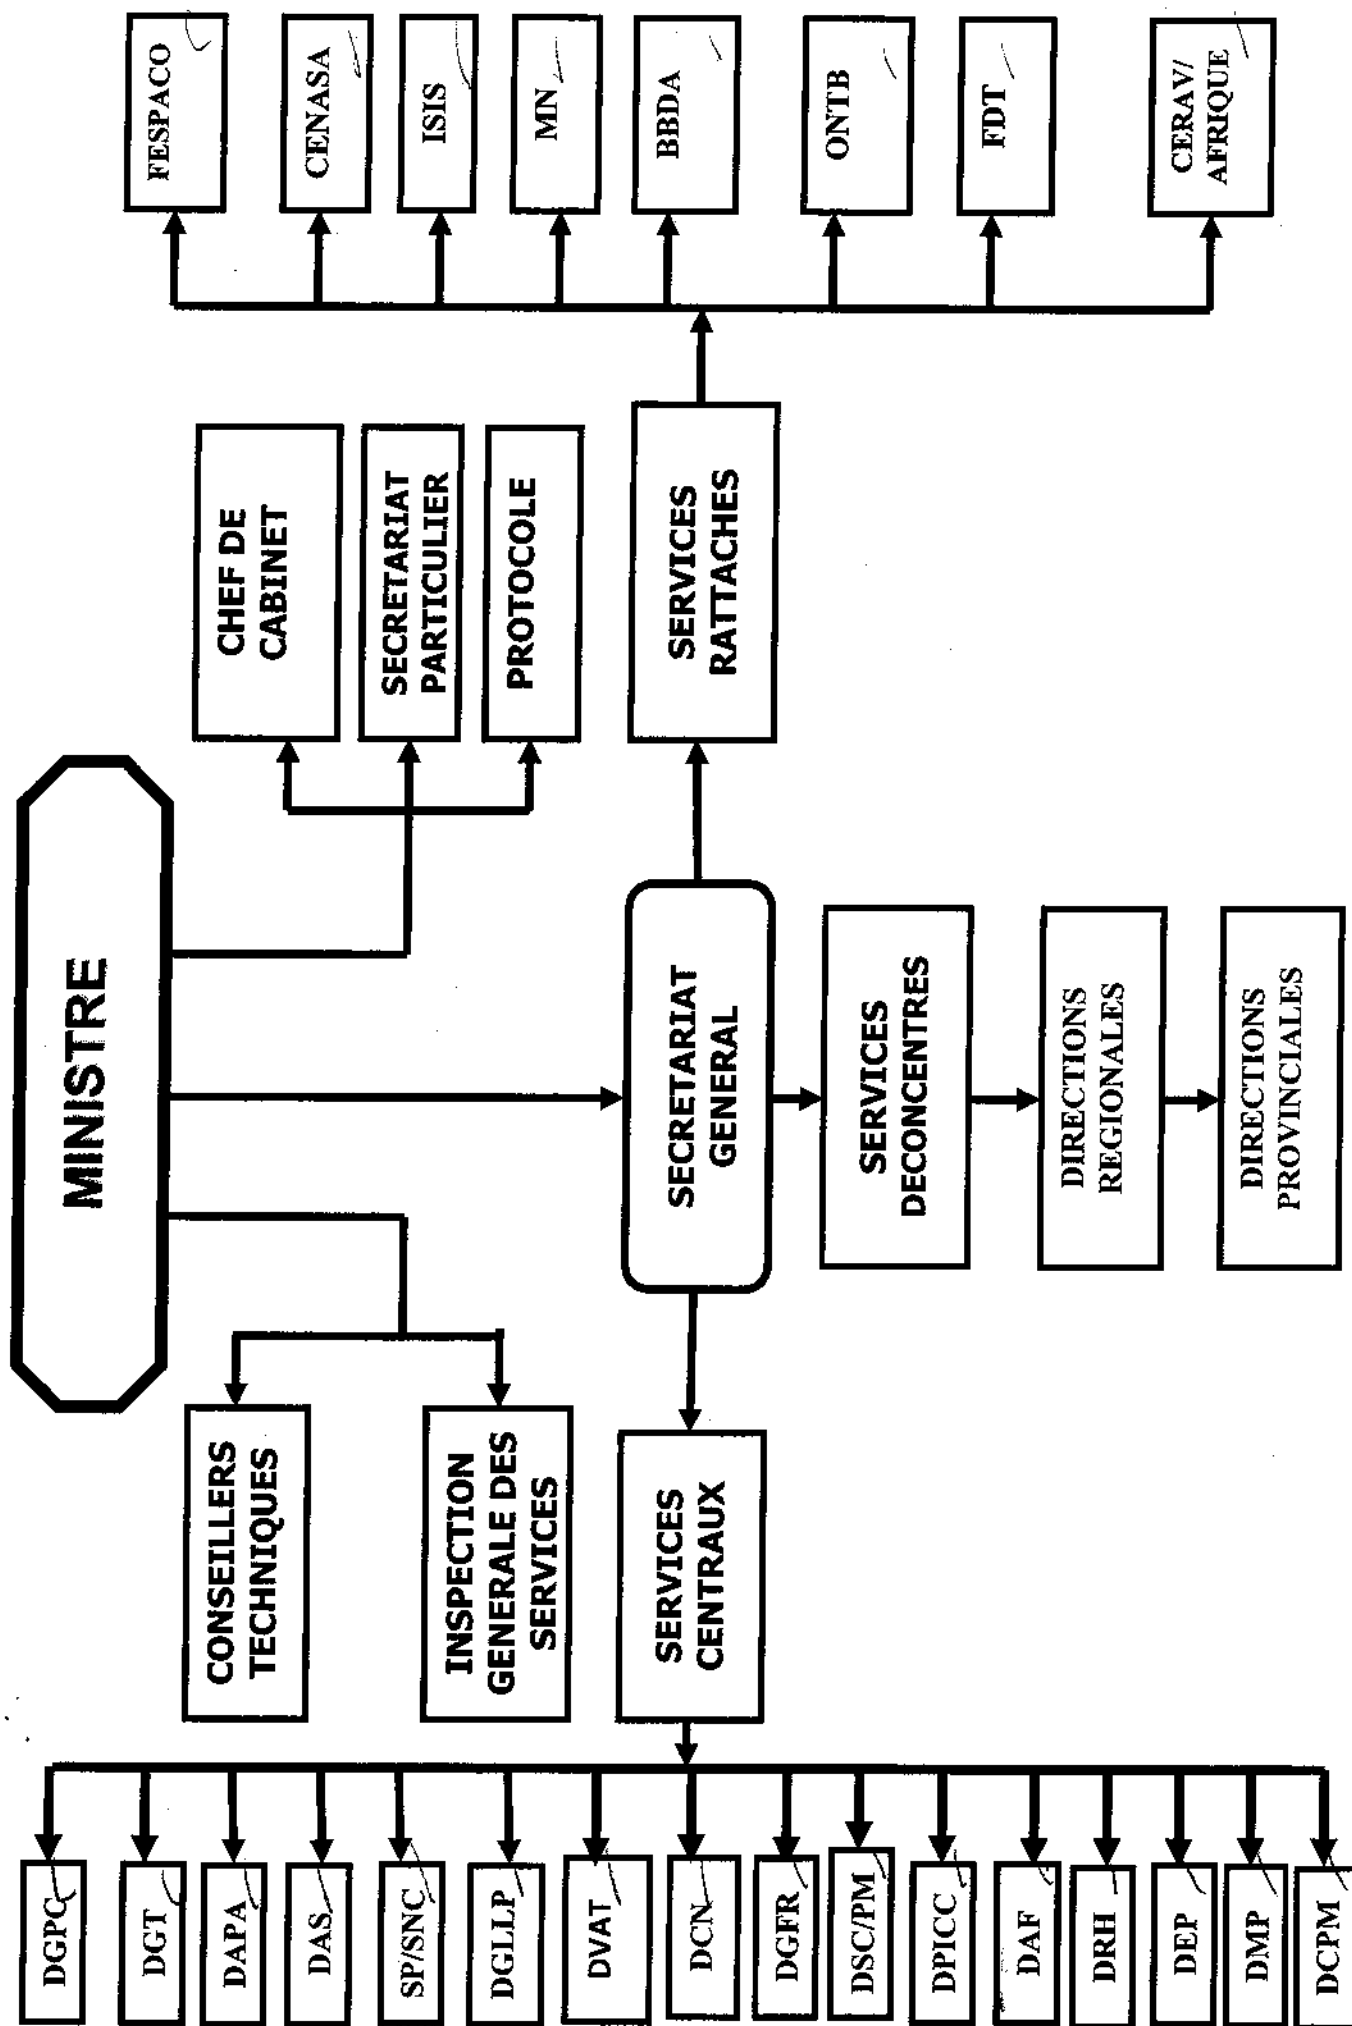 MINISTRE
CONSEILLERS
TECHNIQUES
INSPECTION
GENERALE DES
SERVICES
CHEF DE
CABINET
SECRETARIAT
PARTICULIER
PROTOCOLE
SERVICES
CENTRAUX
SECRETARIAT
GENERAL
SERVICES
RATTACHES
SERVICES
DECONCENTRES
DIRECTIONS
REGIONALES
DIRECTIONS
PROVINCIALES
DGPC
DGT
DAPA
DAS
SP/SNC
DGLLP
DVAT
DCN
DGFR
DSC/PM
DPICC
DAF
DRH
DEP
DMP
DCPM
FESPACO
CENASA
ISIS
MN
BBDA
ONTB
FDT
CERAV/
AFRIQUE